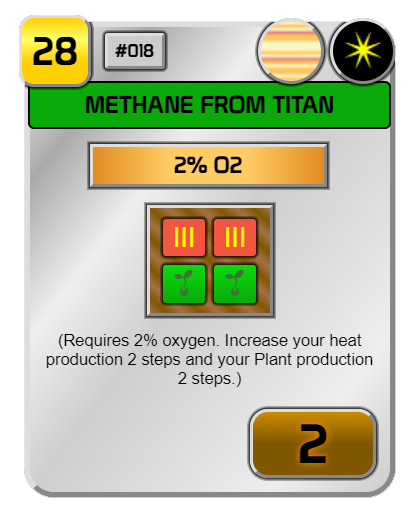 28
#018
METHANE FROM TITAN
2% O2
(Requires 2% oxygen. Increase your heat
production 2 steps and your Plant production
2 steps.)
2